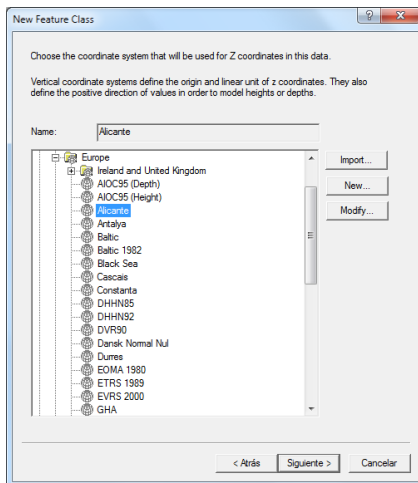 New Feature Class
Choose the coordinate system that will be used for Z coordinates in this data.
Vertical coordinate systems define the origin and linear unit of z coordinates. They also
define the positive direction of values in order to model heights or depths.
Name: Alicante
Europe
Import...
Ireland and United Kingdom
AIOC95 (Depth)
New...
AIOC95 (Height)
Alicante
Modify...
Antalya
Baltic
Baltic 1982
Black Sea
Cascais
Constanta
DHHN85
DHHN92
DVR90
Dansk Normal Nul
Durres
EOMA 1980
ETRS 1989
EVRS 2000
GHA
< Atrás Siguiente > Cancelar